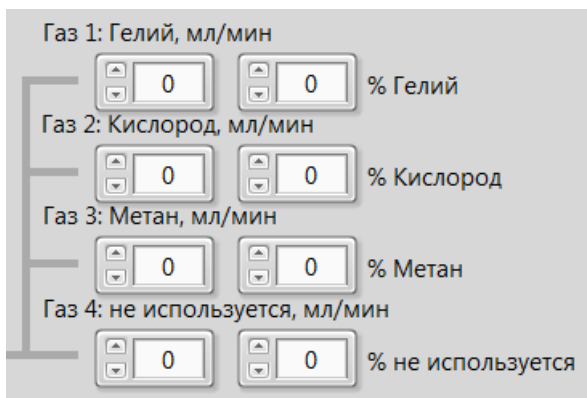 Газ 1: Гелий, мл/мин
0 0 % Гелий
Газ 2: Кислород, мл/мин
0 0 % Кислород
Газ 3: Метан, мл/мин
0 0 % Метан
Газ 4: не используется, мл/мин
0 0 % не используется